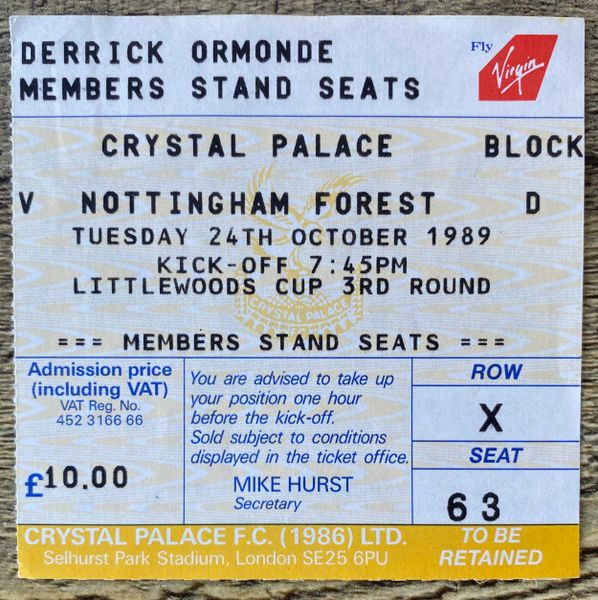 DERRICK ORMONDE
MEMBERS STAND SEATS
Fly
Virgin
CRYSTAL PALACE BLOCK
V NOTTINGHAM FOREST D
TUESDAY 24TH OCTOBER 1989
KICK-OFF 7:45PM
LITTLEWOODS CUP 3RD ROUND
CRYSTAL PALACE
=== MEMBERS STAND SEATS ===
Admission price
(including VAT)
VAT Reg. No.
452 3166 66
£10.00
You are advised to take up
your position one hour
before the kick-off.
Sold subject to conditions
displayed in the ticket office.
MIKE HURST
Secretary
ROW
X
SEAT
63
CRYSTAL PALACE F.C. (1986) LTD.
Selhurst Park Stadium, London SE25 6PU
TO BE
RETAINED